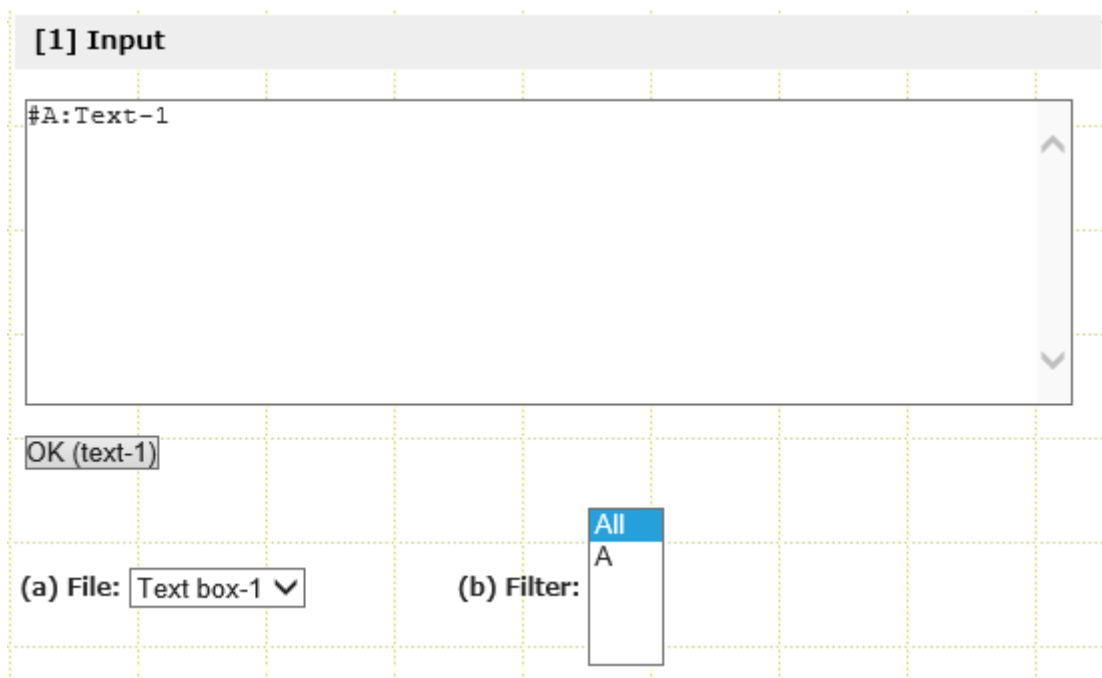 [1] Input
#A:Text-1
OK (text-1)
All
A
(a) File: Text box-1 (b) Filter: